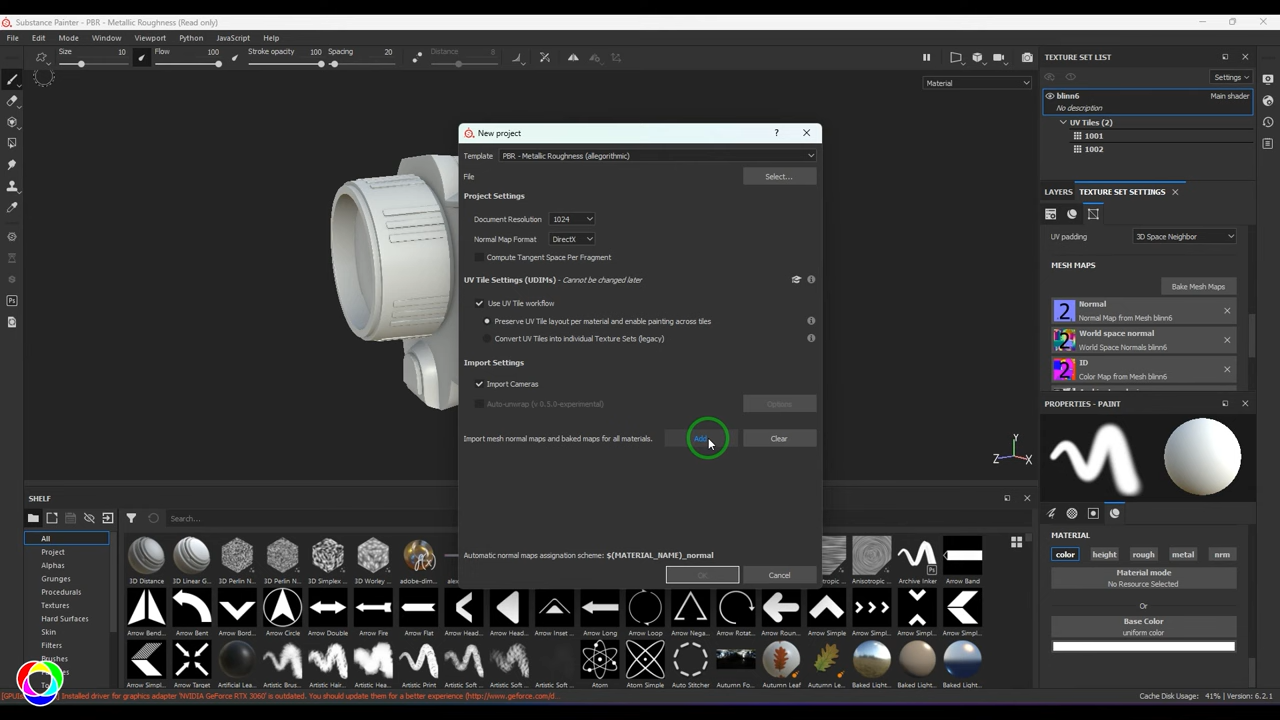 Substance Painter - PBR - Metallic Roughness (Read only)
File Edit Mode Window Viewport Python JavaScript Help
Size 10 Flow 100 Stroke opacity 100 Spacing 20 Distance 8
Material
New project
Template PBR - Metallic Roughness (allegorithmic)
File Select...
Project Settings
Document Resolution 1024
Normal Map Format DirectX
Compute Tangent Space Per Fragment
UV Tile Settings (UDIMs) - Cannot be changed later
Use UV Tile workflow
Preserve UV Tile layout per material and enable painting across tiles
Convert UV Tiles into individual Texture Sets (legacy)
Import Settings
Import Cameras
Auto-unwrap (v 0.5.0-experimental) Options
Import mesh normal maps and baked maps for all materials. Add Clear
Automatic normal maps assignation scheme: $(MATERIAL_NAME)_normal
OK Cancel
TEXTURE SET LIST
Settings
blinn6 Main shader
No description
UV Tiles (2)
1001
1002
LAYERS TEXTURE SET SETTINGS
UV padding 3D Space Neighbor
MESH MAPS
Bake Mesh Maps
Normal
Normal Map from Mesh blinn6
World space normal
World Space Normals blinn6
ID
Color Map from Mesh blinn6
PROPERTIES - PAINT
MATERIAL
color height rough metal nrm
Material mode
No Resource Selected
Or
Base Color
uniform color
Y
Z X
SHELF
Search...
All
Project
Alphas
Grunges
Procedurals
Textures
Hard Surfaces
Skin
Filters
Brushes
3D Distance 3D Linear G... 3D Perlin N... 3D Perlin N... 3D Simplex ... 3D Worley ... adobe-dim... Anisotropic ... Archive Inker Arrow Band
Arrow Bend... Arrow Bent Arrow Bord... Arrow Circle Arrow Double Arrow Fire Arrow Flat Arrow Head... Arrow Head... Arrow Inset ... Arrow Long Arrow Loop Arrow Nega... Arrow Rotat... Arrow Roun... Arrow Simple Arrow Simpl... Arrow Simpl... Arrow Simpl...
Arrow Simpl... Arrow Target Artificial Lea... Artistic Brus... Artistic Hai... Artistic Print Artistic Soft ... Artistic Soft ... Artistic Soft ... Artistic Soft ... Atom Atom Simple Auto Stitcher Autumn Le... Autumn Lea... Autumn Lea... Baked Light... Baked Light... Baked Light...
Installed driver for graphics adapter 'NVIDIA GeForce RTX 3060' is outdated. You should update them for a better experience (http://www.geforce.com/d
Cache Disk Usage: 41% | Version: 6.2.1